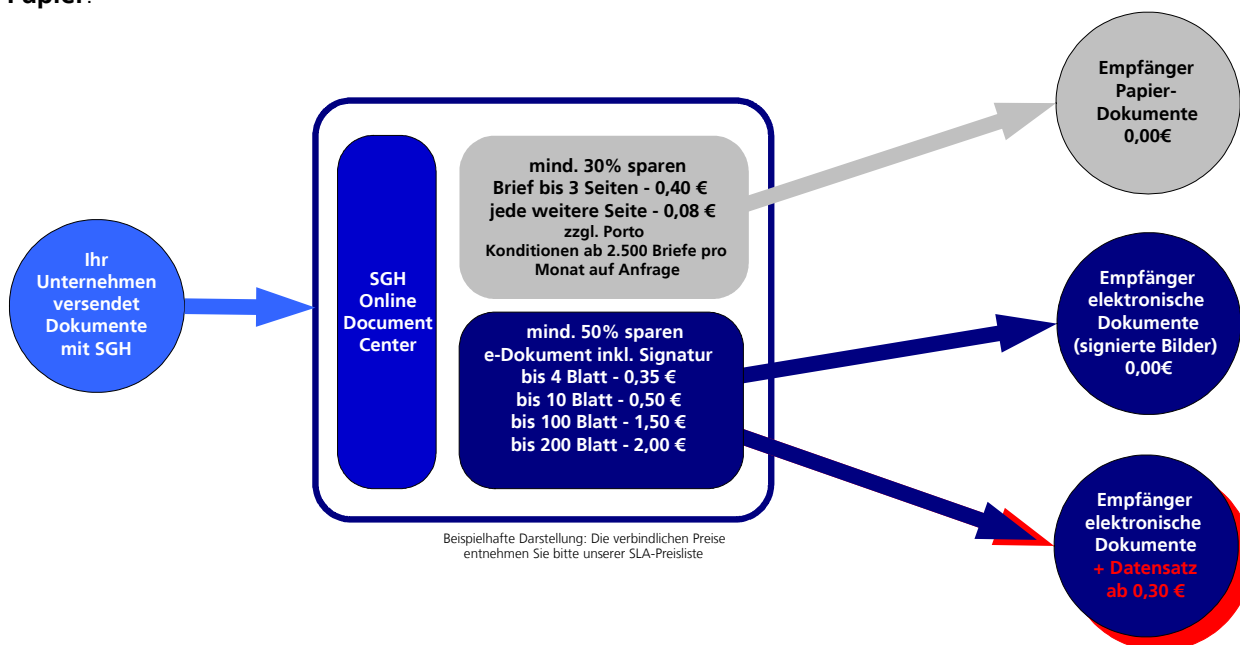 Papier.
Ihr
Unternehmen
versendet
Dokumente
mit SGH
SGH
Online
Document
Center
mind. 30% sparen
Brief bis 3 Seiten - 0,40 €
jede weitere Seite - 0,08 €
zzgl. Porto
Konditionen ab 2.500 Briefe pro
Monat auf Anfrage
mind. 50% sparen
e-Dokument inkl. Signatur
bis 4 Blatt - 0,35 €
bis 10 Blatt - 0,50 €
bis 100 Blatt - 1,50 €
bis 200 Blatt - 2,00 €
Empfänger
Papier-
Dokumente
0,00€
Empfänger
elektronische
Dokumente
(signierte Bilder)
0,00€
Empfänger
elektronische
Dokumente
+ Datensatz
ab 0,30 €
Beispielhafte Darstellung: Die verbindlichen Preise
entnehmen Sie bitte unserer SLA-Preisliste